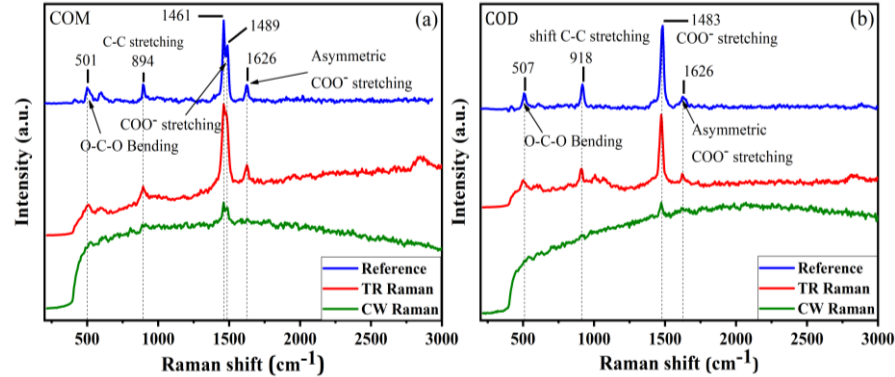 COM
(a)
1461
1489
501
C-C stretching
894
1626
Asymmetric
COO⁻ stretching
COO⁻ stretching
O-C-O Bending
Intensity (a.u.)
Reference
TR Raman
CW Raman
500
1000
1500
2000
2500
3000
Raman shift (cm⁻¹)
COD
(b)
1483
shift C-C stretching
COO⁻ stretching
507
918
1626
O-C-O Bending
Asymmetric
COO⁻ stretching
Intensity (a.u.)
Reference
TR Raman
CW Raman
500
1000
1500
2000
2500
3000
Raman shift (cm⁻¹)